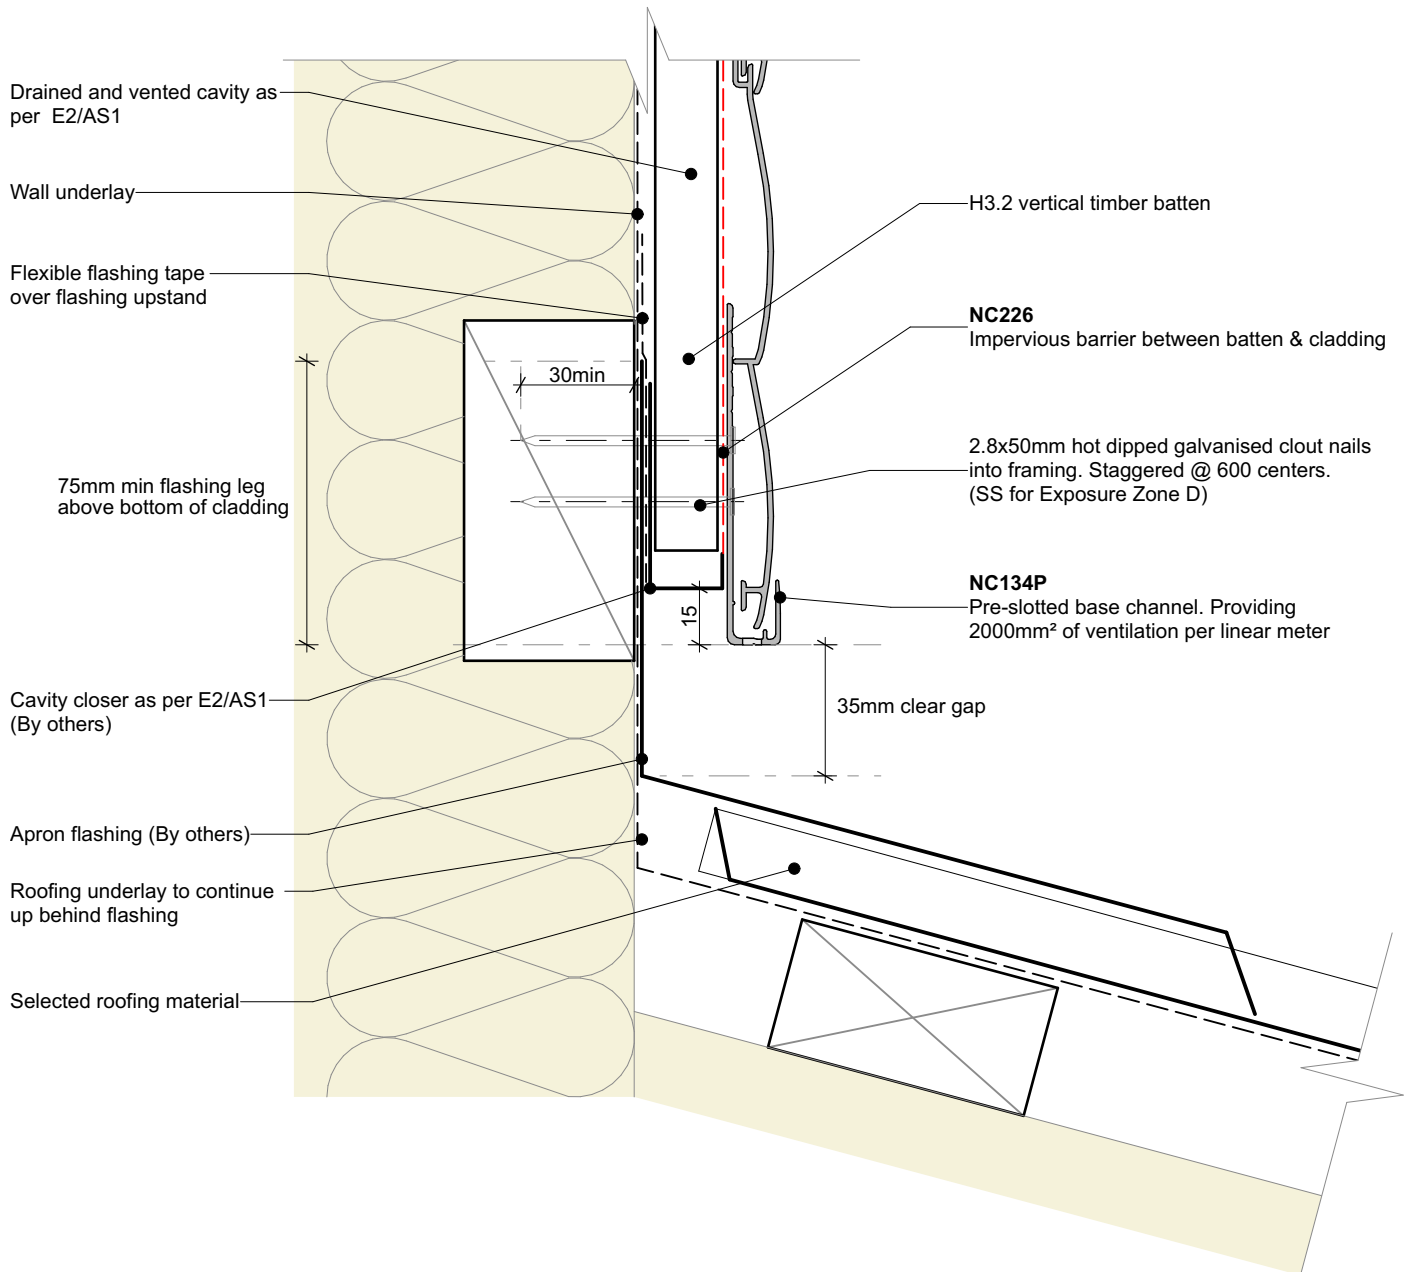 Drained and vented cavity as
per E2/AS1
Wall underlay
Flexible flashing tape
over flashing upstand
30min
75mm min flashing leg
above bottom of cladding
15
Cavity closer as per E2/AS1
(By others)
Apron flashing (By others)
Roofing underlay to continue
up behind flashing
Selected roofing material
H3.2 vertical timber batten
NC226
Impervious barrier between batten & cladding
2.8x50mm hot dipped galvanised clout nails
into framing. Staggered @ 600 centers.
(SS for Exposure Zone D)
NC134P
Pre-slotted base channel. Providing
2000mm² of ventilation per linear meter
35mm clear gap